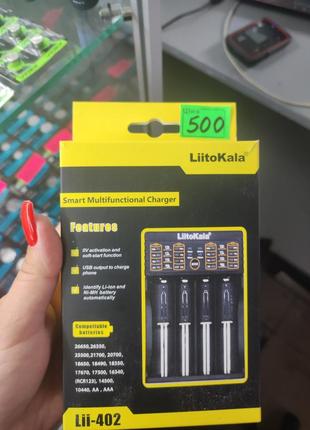 Ціна
500
LiitoKala®
Smart Multifunctional Charger
Features
0V activation and
soft-start function
USB output to charge
phone
Identify Li-ion and
Ni-MH battery
automatically
LiitoKala®
Compatiable
batteries
26650,26550,
25500,21700, 20700,
18650, 18490, 18350,
17670, 17500, 16340,
(RCR123), 14500,
10440, AA , AAA
Lii-402